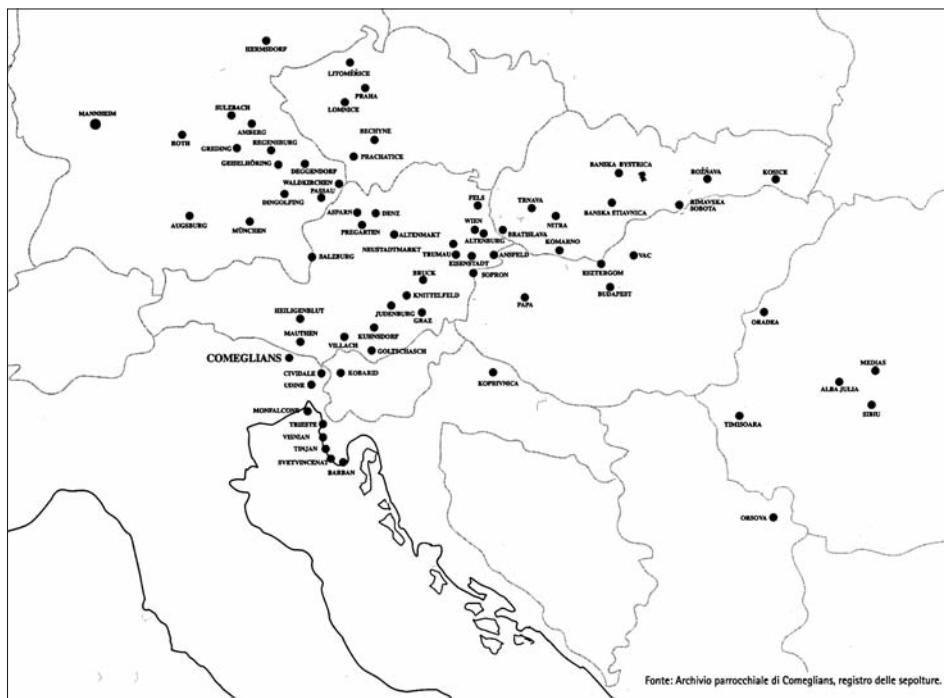 HERMSDORF
LITOMĚŘICE
PRAHA
LOMNICE
MANNHEIM
SULZBACH
AMBERG
ROTH
GREDING
REGENSBURG
GEISELHÖRING
DEGGENDORF
BECHYNE
PRACHATICE
WALDKIRCHEN
PASSAU
DINGOLFING
AUGSBURG
MÜNCHEN
SALZBURG
ASPARN
DENZ
PREGARTEN
ALTENMAKT
NEUSTADTMARKT
TRUMAU
EISENSTADT
FELS
WIEN
ALTENBURG
BRATISLAVA
ANSFELD
SOPRON
TRNAVA
NITRA
KOMARNO
BANSKA BYSTRICA
BANSKA ETIAVNICA
ROŽŇAVA
KOSICE
RIMAVSKA
SOBOTA
VAC
ESZTERGOM
BUDAPEST
PAPA
BRUCK
KNITTELFELD
JUDENBURG
GRAZ
HEILIGENBLUT
MAUTHEN
VILLACH
KUHNSDORF
GOLTSCHASCH
COMEGLIANS
CIVIDALE
KOBARID
UDINE
KOPRIVNICA
MONFALCONE
TRIESTE
VISNIAN
TINJAN
SVETVINCENAT
BARBAN
ORADEA
MEDIAS
ALBA JULIA
SIBIU
TIMISOARA
ORSOVA
Fonte: Archivio parrocchiale di Comeglians, registro delle sepolture.